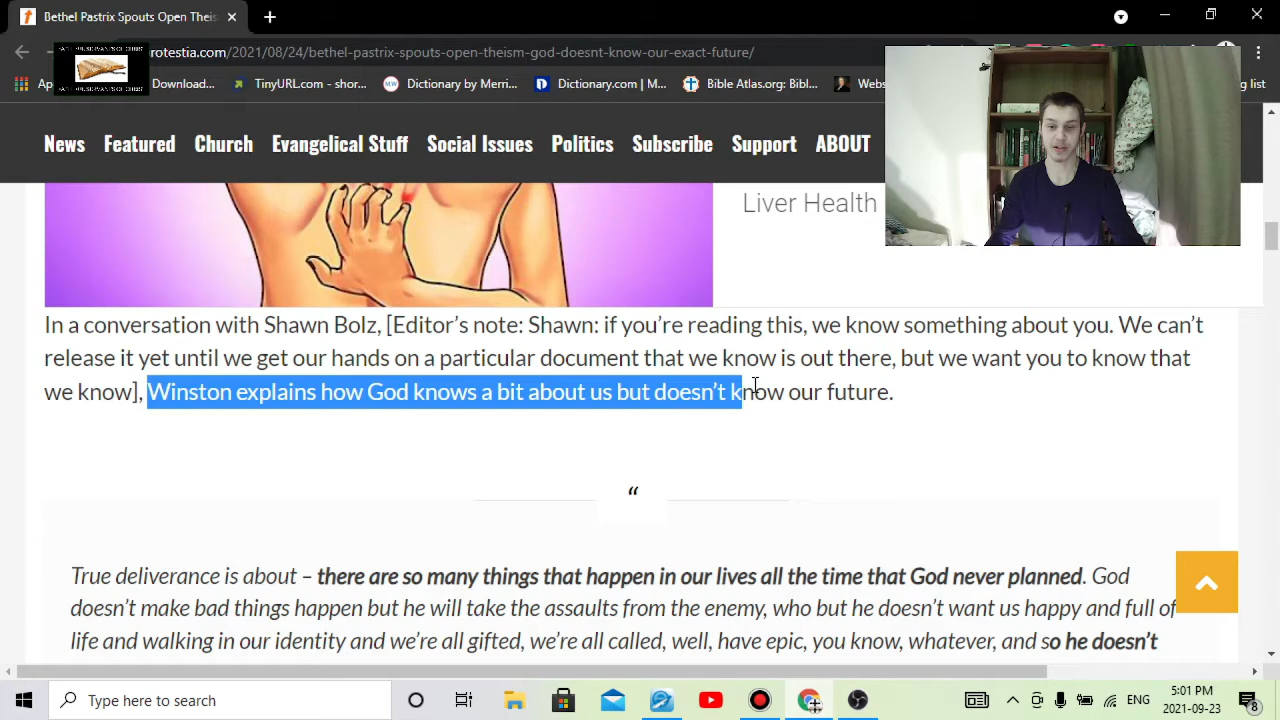 Bethel Pastrix Spouts Open Theis
rotestia.com/2021/08/24/bethel-pastrix-spouts-open-theism-god-doesnt-know-our-exact-future/
Ap
Download...
TinyURL.com - shor...
Dictionary by Merri...
Dictionary.com | M...
Bible Atlas.org: Bibl...
Webs
g list
News Featured Church Evangelical Stuff Social Issues Politics Subscribe Support ABOUT
Liver Health
In a conversation with Shawn Bolz, [Editor’s note: Shawn: if you’re reading this, we know something about you. We can’t
release it yet until we get our hands on a particular document that we know is out there, but we want you to know that
we know], Winston explains how God knows a bit about us but doesn’t know our future.
“
True deliverance is about – there are so many things that happen in our lives all the time that God never planned. God
doesn’t make bad things happen but he will take the assaults from the enemy, who but he doesn’t want us happy and full of
life and walking in our identity and we’re all gifted, we’re all called, well, have epic, you know, whatever, and so he doesn’t
Type here to search
ENG
5:01 PM
2021-09-23
8